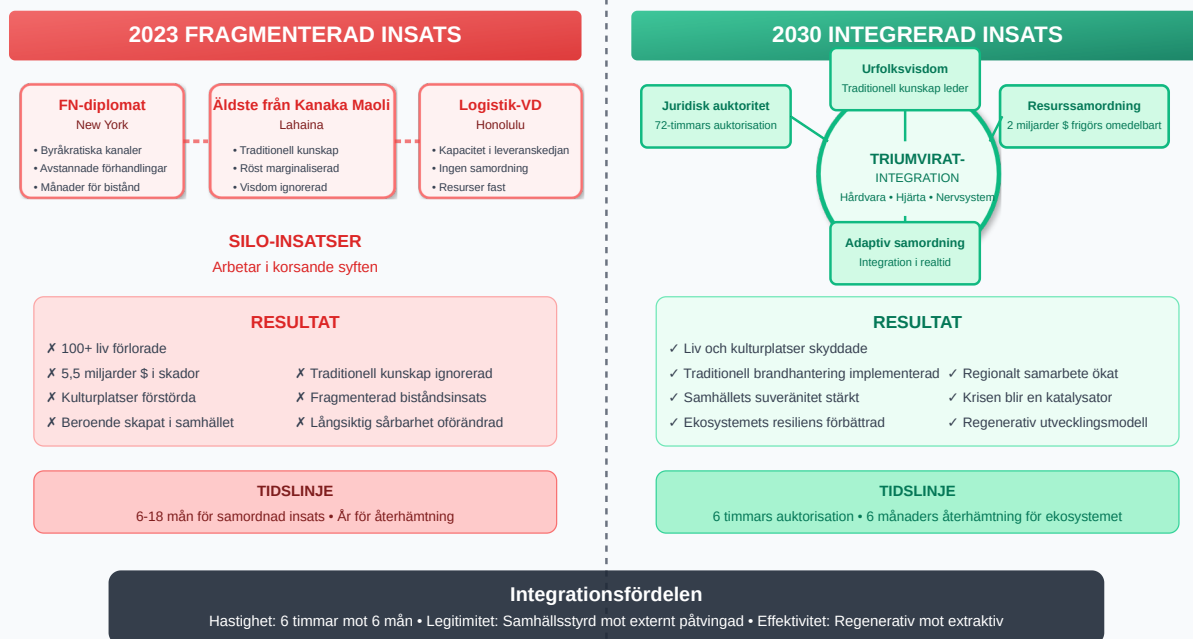 2023 FRAGMENTERAD INSATS
FN-diplomat
New York
• Byråkratiska kanaler
• Avstannade förhandlingar
• Månader för bistånd
Äldste från Kanaka Maoli
Lahaina
• Traditionell kunskap
• Röst marginaliserad
• Visdom ignorerad
Logistik-VD
Honolulu
• Kapacitet i leveranskedjan
• Ingen samordning
• Resurser fast
SILO-INSATSER
Arbetar i korsande syften
RESULTAT
✗ 100+ liv förlorade
✗ 5,5 miljarder $ i skador
✗ Kulturplatser förstörda
✗ Beroende skapat i samhället
✗ Traditionell kunskap ignorerad
✗ Fragmenterad biståndsinsats
✗ Långsiktig sårbarhet oförändrad
TIDSLINJE
6-18 mån för samordnad insats • År för återhämtning
2030 INTEGRERAD INSATS
Urfolksvisdom
Traditionell kunskap leder
Juridisk auktoritet
72-timmars auktorisation
Resurssamordning
2 miljarder $ frigörs omedelbart
TRIUMVIRAT-
INTEGRATION
Hårdvara • Hjärta • Nervsystem
Adaptiv samordning
Integration i realtid
RESULTAT
✓ Liv och kulturplatser skyddade
✓ Traditionell brandhantering implementerad
✓ Samhällets suveränitet stärkt
✓ Ekosystemets resiliens förbättrad
✓ Regionalt samarbete ökat
✓ Krisen blir en katalysator
✓ Regenerativ utvecklingsmodell
TIDSLINJE
6 timmars auktorisation • 6 månaders återhämtning för ekosystemet
Integrationsfördelen
Hastighet: 6 timmar mot 6 mån • Legitimitet: Samhällsstyrd mot externt påtvingad • Effektivitet: Regenerativ mot extraktiv